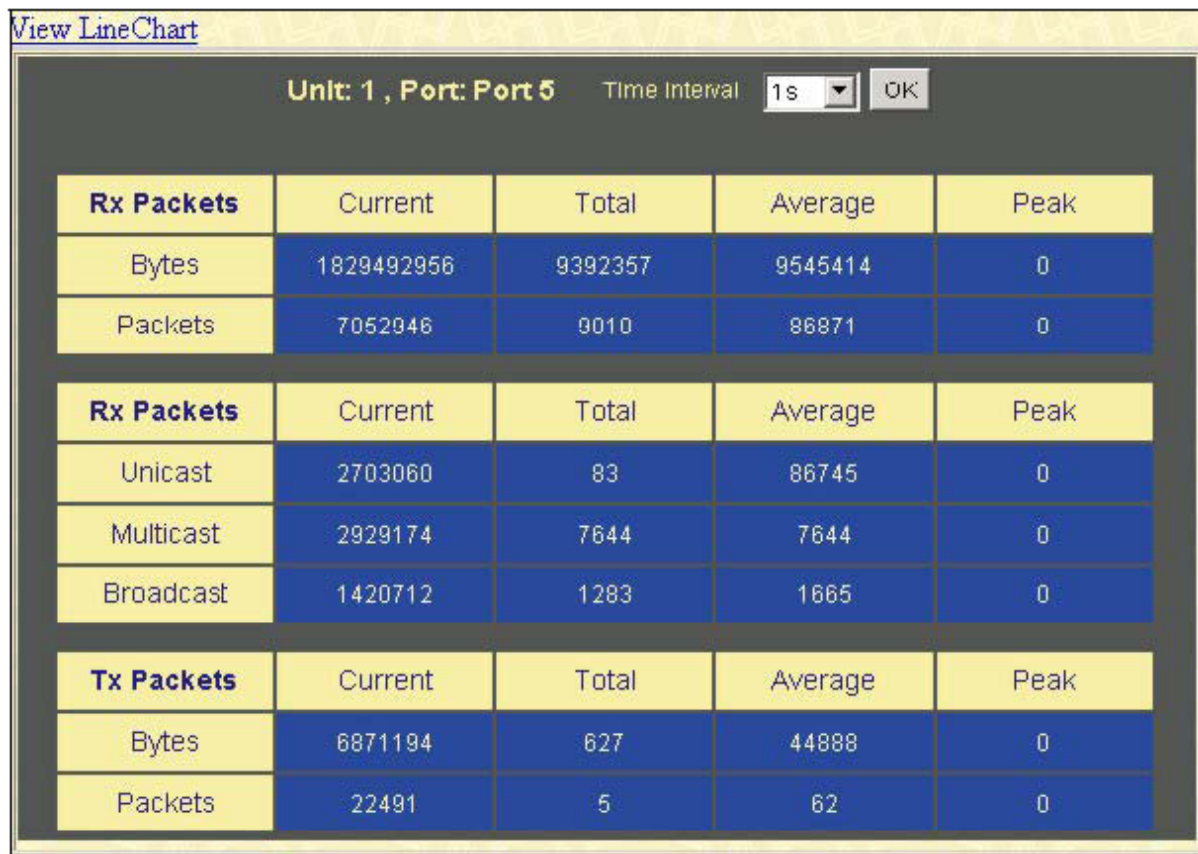 View LineChart
Unit: 1 , Port: Port 5 Time Interval 1s OK
Rx Packets Current Total Average Peak
Bytes 1829492956 9392357 9545414 0
Packets 7052946 9010 86871 0
Rx Packets Current Total Average Peak
Unicast 2703060 83 86745 0
Multicast 2929174 7644 7644 0
Broadcast 1420712 1283 1665 0
Tx Packets Current Total Average Peak
Bytes 6871194 627 44888 0
Packets 22491 5 62 0